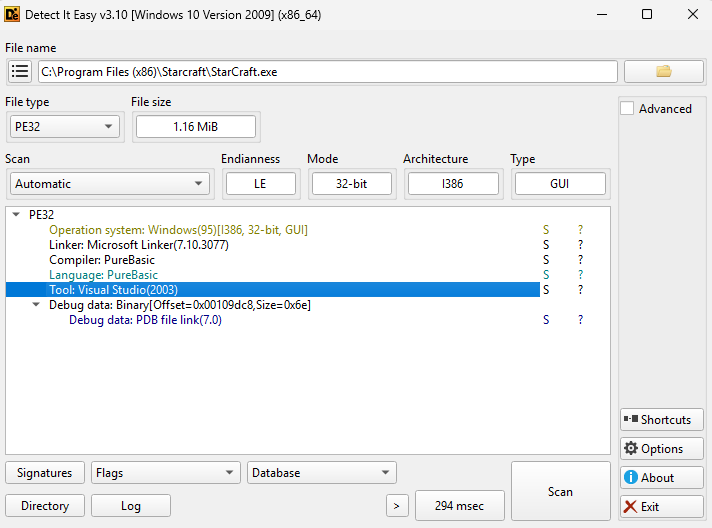 Detect It Easy v3.10 [Windows 10 Version 2009] (x86_64)
File name
C:\Program Files (x86)\Starcraft\StarCraft.exe
File type File size Advanced
PE32 1.16 MiB
Scan Endianness Mode Architecture Type
Automatic LE 32-bit I386 GUI
PE32
Operation system: Windows(95)[I386, 32-bit, GUI] S ?
Linker: Microsoft Linker(7.10.3077) S ?
Compiler: PureBasic S ?
Language: PureBasic S ?
Tool: Visual Studio(2003) S ?
Debug data: Binary[Offset=0x00109dc8,Size=0x6e]
Debug data: PDB file link(7.0) S ?
Shortcuts
Options
Signatures Flags Database Scan About
Directory Log > 294 msec Exit